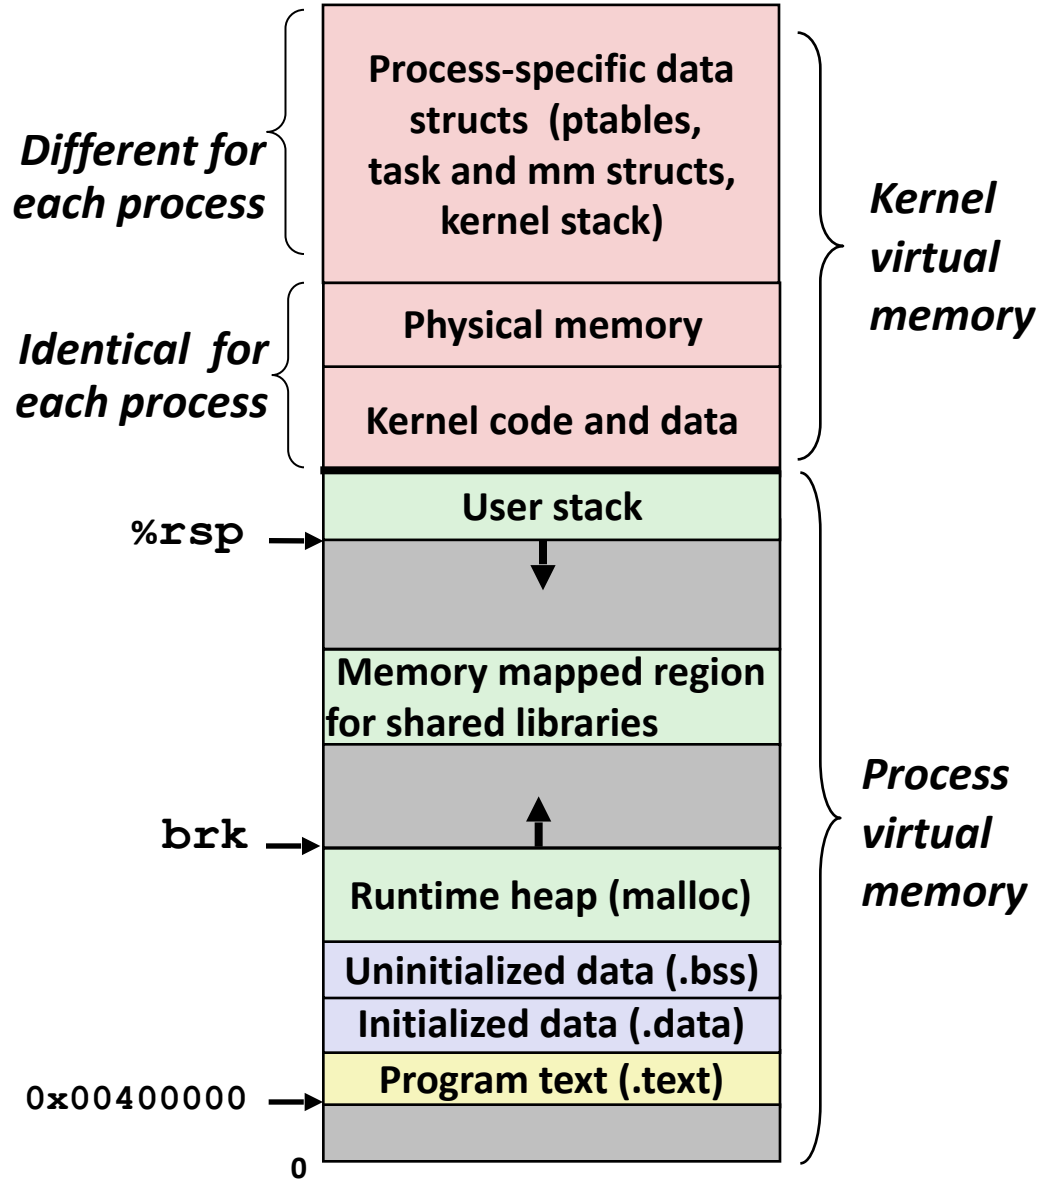 Process-specific data
structs (ptables,
task and mm structs,
kernel stack)
Different for
each process
Kernel
virtual
memory
Physical memory
Identical for
each process
Kernel code and data
User stack
%rsp
Memory mapped region
for shared libraries
Process
virtual
memory
brk
Runtime heap (malloc)
Uninitialized data (.bss)
Initialized data (.data)
Program text (.text)
0x00400000
0